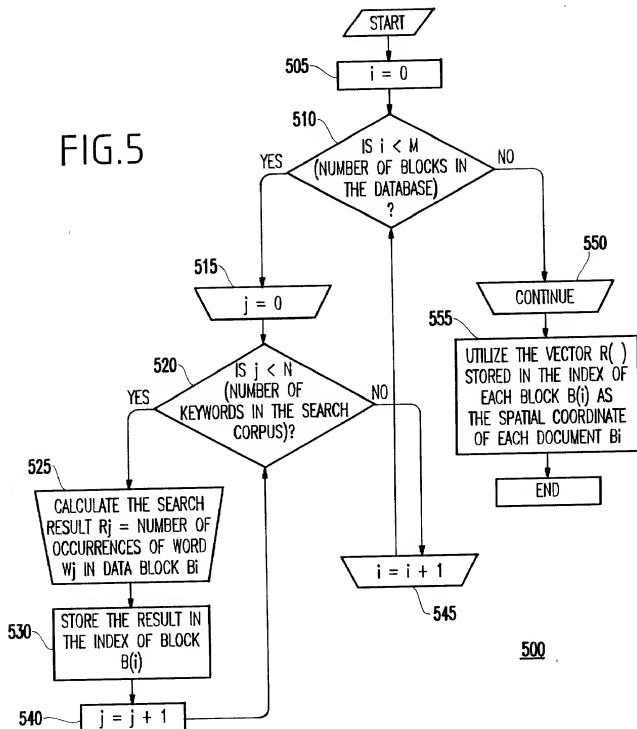 START
505
i = 0
FIG.5
510
IS i < M
(NUMBER OF BLOCKS IN
THE DATABASE)
?
YES
NO
515
j = 0
550
CONTINUE
520
IS j < N
(NUMBER OF
KEYWORDS IN THE SEARCH
CORPUS)?
YES
NO
555
UTILIZE THE VECTOR R( )
STORED IN THE INDEX OF
EACH BLOCK B(i) AS
THE SPATIAL COORDINATE
OF EACH DOCUMENT Bi
END
525
CALCULATE THE SEARCH
RESULT Rj = NUMBER OF
OCCURRENCES OF WORD
Wj IN DATA BLOCK Bi
i = i + 1
545
530
STORE THE RESULT IN
THE INDEX OF BLOCK
B(i)
540
j = j + 1
500